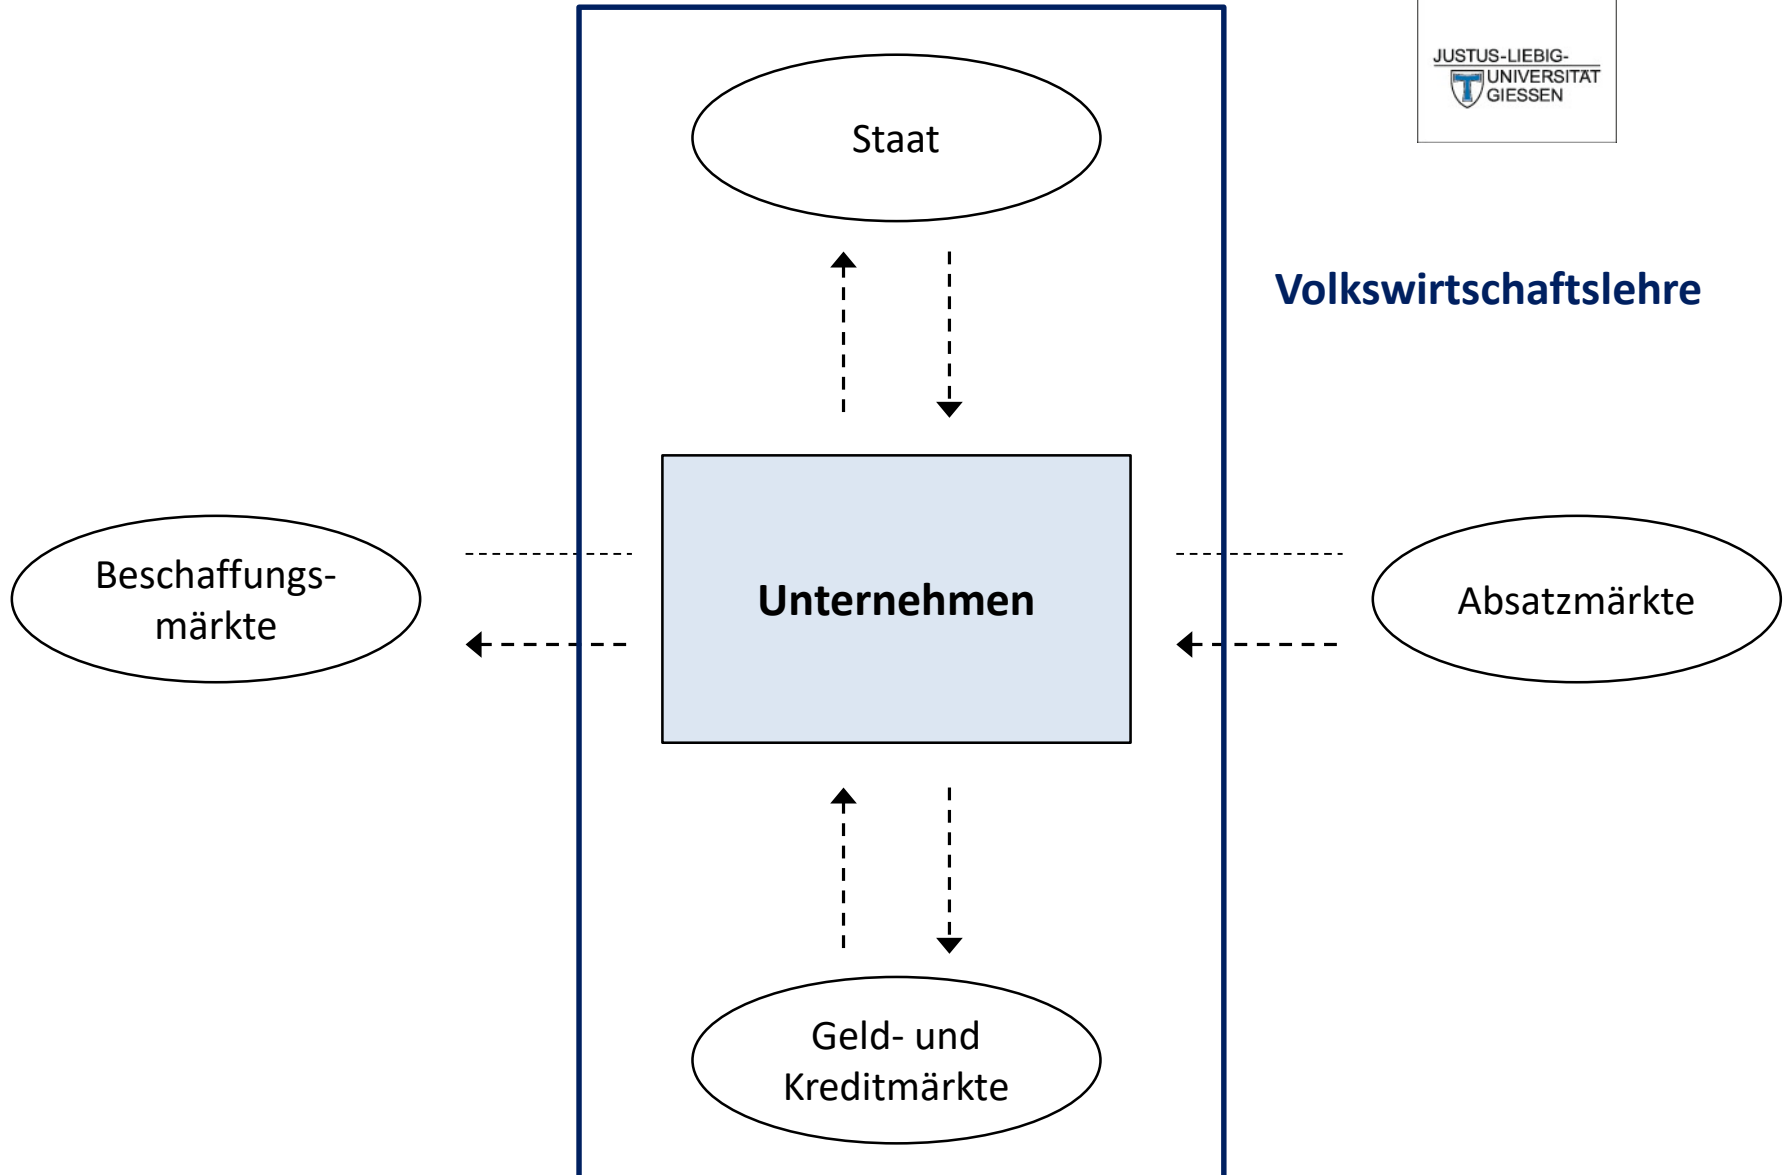 JUSTUS-LIEBIG-
UNIVERSITÄT
GIESSEN
Staat
Volkswirtschaftslehre
Beschaffungs-
märkte
Unternehmen
Absatzmärkte
Geld- und
Kreditmärkte